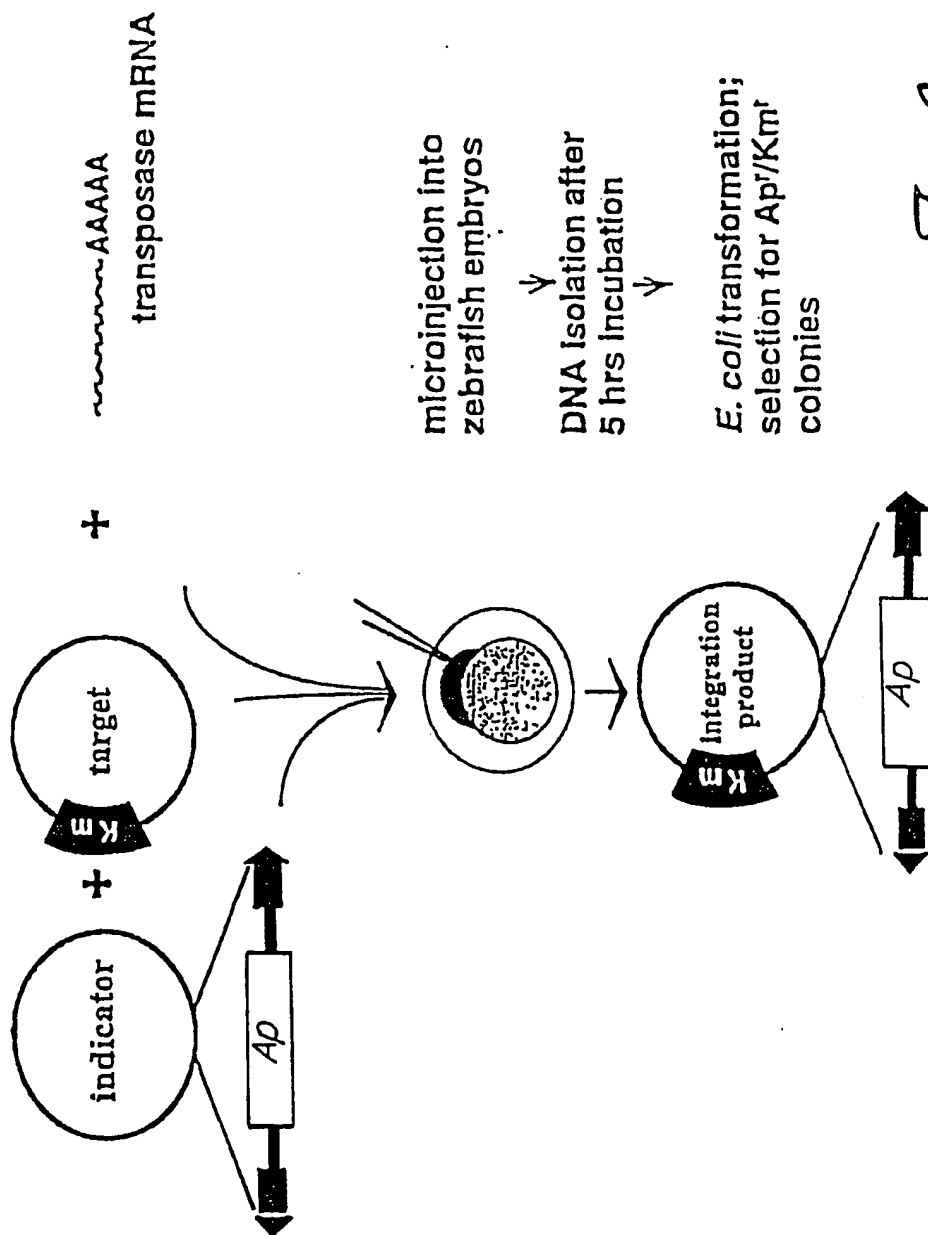 indicator
+
Km
target
+
AAAAA
transposase mRNA
Ap
microinjection into
zebrafish embryos
DNA Isolation after
5 hrs Incubation
E. coli transformation;
selection for Apʳ/Kmʳ
colonies
Km
Integration
product
Ap